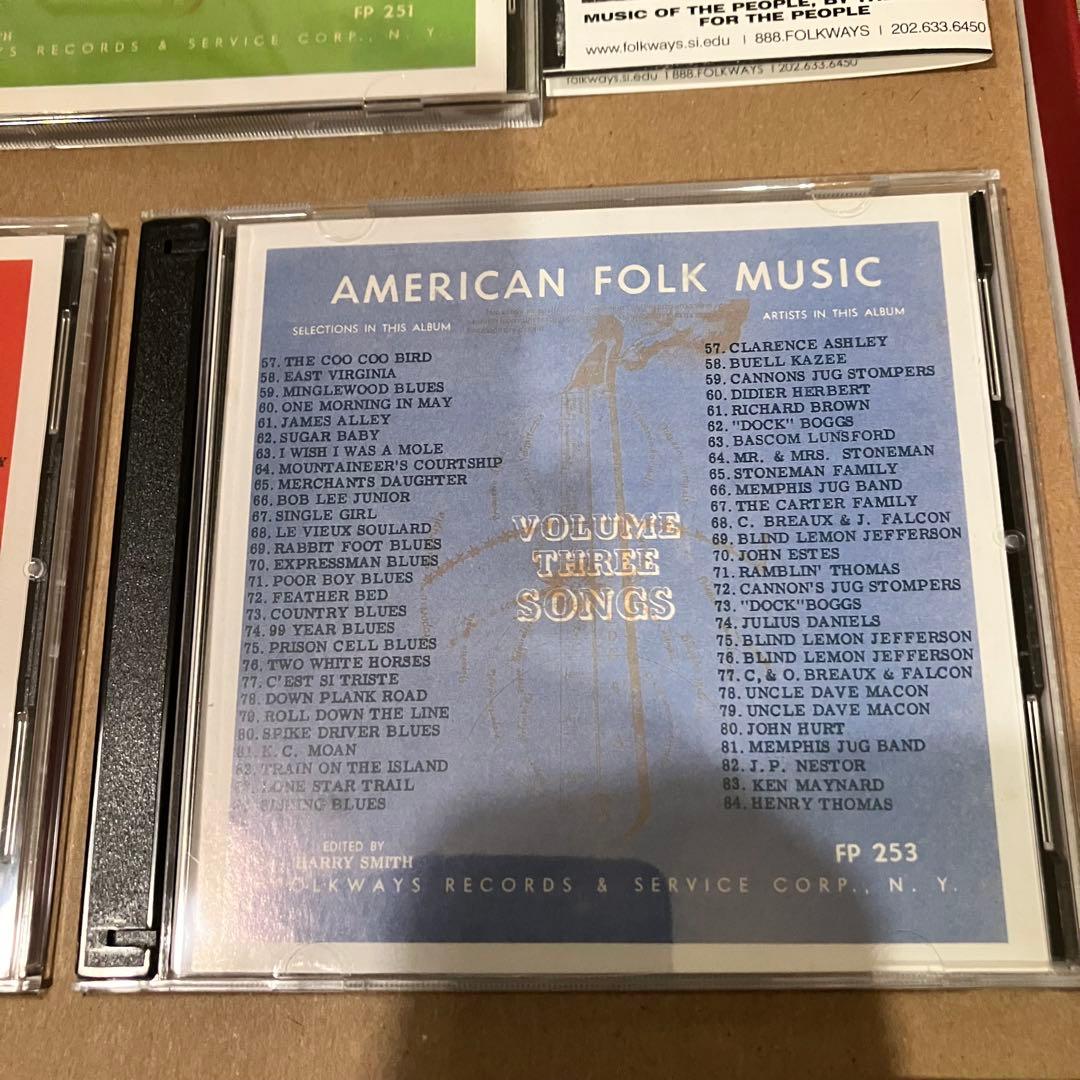 FP 251
S RECORDS & SERVICE CORP., N. Y.
MUSIC OF THE PEOPLE, BY THE
FOR THE PEOPLE
www.folkways.si.edu | 888.FOLKWAYS | 202.633.6450
folkways.si.edu | 888.FOLKWAYS | 202.633.6450
AMERICAN FOLK MUSIC
SELECTIONS IN THIS ALBUM
57. THE COO COO BIRD
58. EAST VIRGINIA
59. MINGLEWOOD BLUES
60. ONE MORNING IN MAY
61. JAMES ALLEY
62. SUGAR BABY
63. I WISH I WAS A MOLE
64. MOUNTAINEER'S COURTSHIP
65. MERCHANTS DAUGHTER
66. BOB LEE JUNIOR
67. SINGLE GIRL
68. LE VIEUX SOULARD
69. RABBIT FOOT BLUES
70. EXPRESSMAN BLUES
71. POOR BOY BLUES
72. FEATHER BED
73. COUNTRY BLUES
74. 99 YEAR BLUES
75. PRISON CELL BLUES
76. TWO WHITE HORSES
77. C'EST SI TRISTE
78. DOWN PLANK ROAD
79. ROLL DOWN THE LINE
80. SPIKE DRIVER BLUES
81. K. C. MOAN
TRAIN ON THE ISLAND
LONE STAR TRAIL
FISHING BLUES
VOLUME
THREE
SONGS
ARTISTS IN THIS ALBUM
57. CLARENCE ASHLEY
58. BUELL KAZEE
59. CANNONS JUG STOMPERS
60. DIDIER HERBERT
61. RICHARD BROWN
62. "DOCK" BOGGS
63. BASCOM LUNSFORD
64. MR. & MRS. STONEMAN
65. STONEMAN FAMILY
66. MEMPHIS JUG BAND
67. THE CARTER FAMILY
68. C. BREAUX & J. FALCON
69. BLIND LEMON JEFFERSON
70. JOHN ESTES
71. RAMBLIN' THOMAS
72. CANNON'S JUG STOMPERS
73. "DOCK"BOGGS
74. JULIUS DANIELS
75. BLIND LEMON JEFFERSON
76. BLIND LEMON JEFFERSON
77. C. & O. BREAUX & FALCON
78. UNCLE DAVE MACON
79. UNCLE DAVE MACON
80. JOHN HURT
81. MEMPHIS JUG BAND
82. J. P. NESTOR
83. KEN MAYNARD
84. HENRY THOMAS
EDITED BY
HARRY SMITH
FP 253
OLKWAYS RECORDS & SERVICE CORP., N. Y.